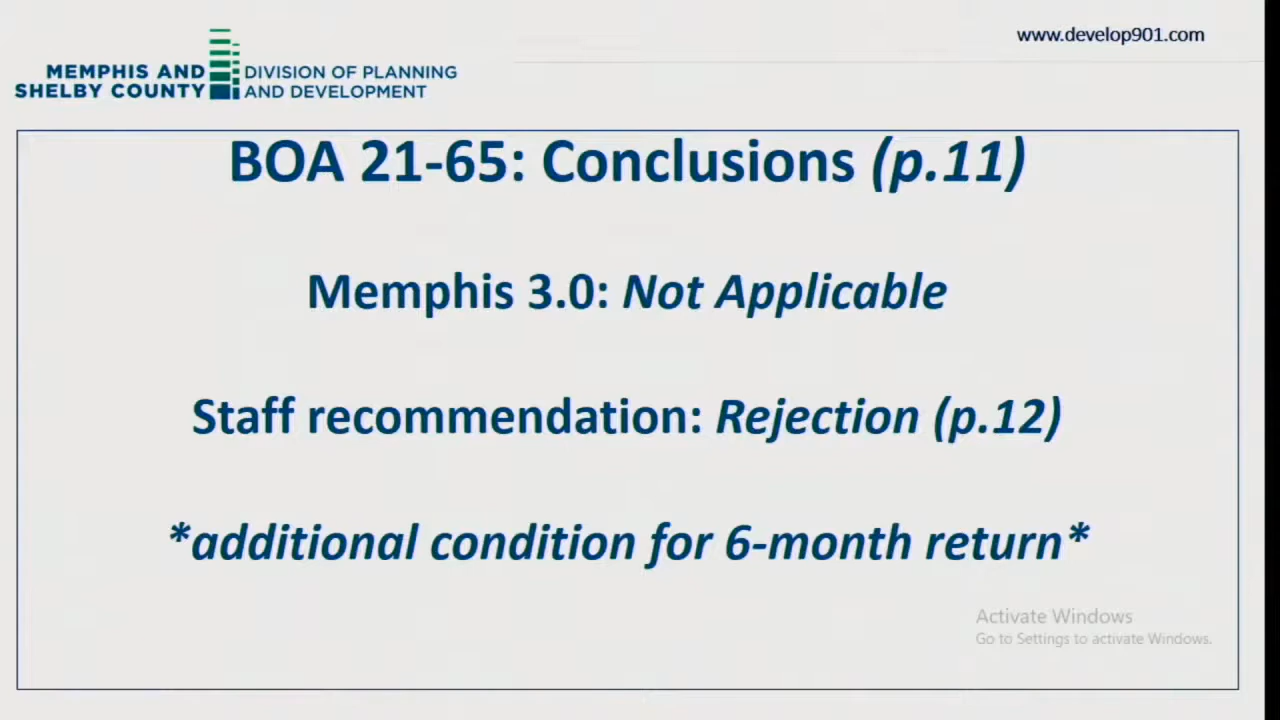 www.develop901.com
MEMPHIS AND
SHELBY COUNTY
DIVISION OF PLANNING
AND DEVELOPMENT
BOA 21-65: Conclusions (p.11)
Memphis 3.0: Not Applicable
Staff recommendation: Rejection (p.12)
*additional condition for 6-month return*
Activate Windows
Go to Settings to activate Windows.